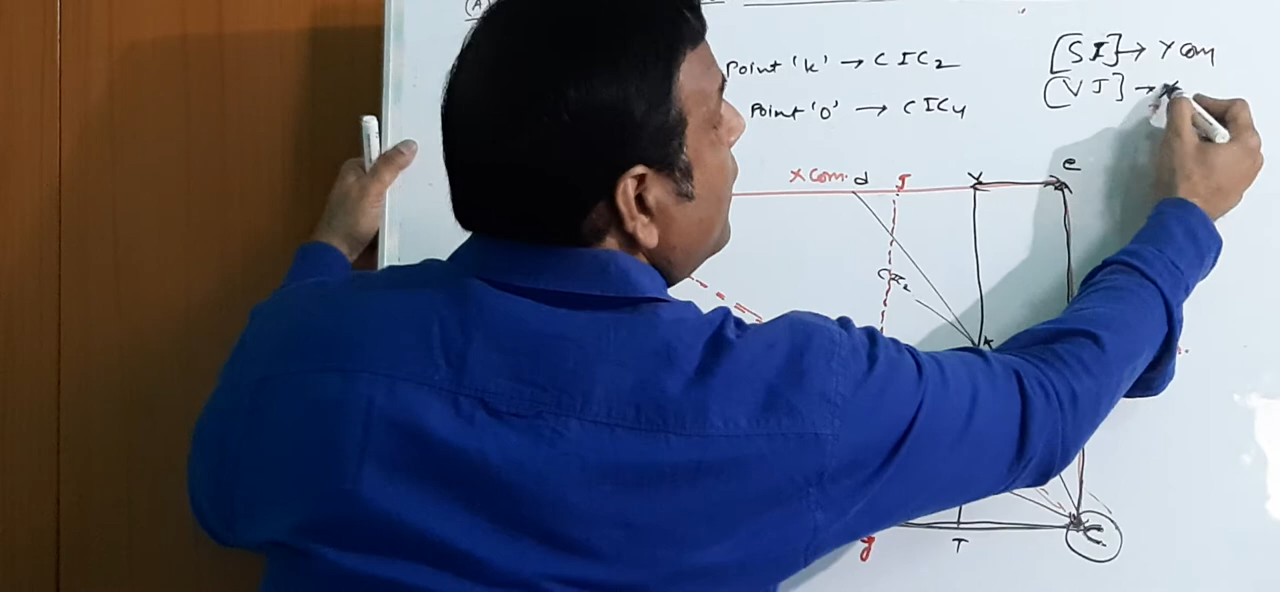 (A)
Point 'k' → C I C₂
Point 'o' → C I C₄
[S I] → Y Com
[V J] → X
X Com. d J V e
k
g T C